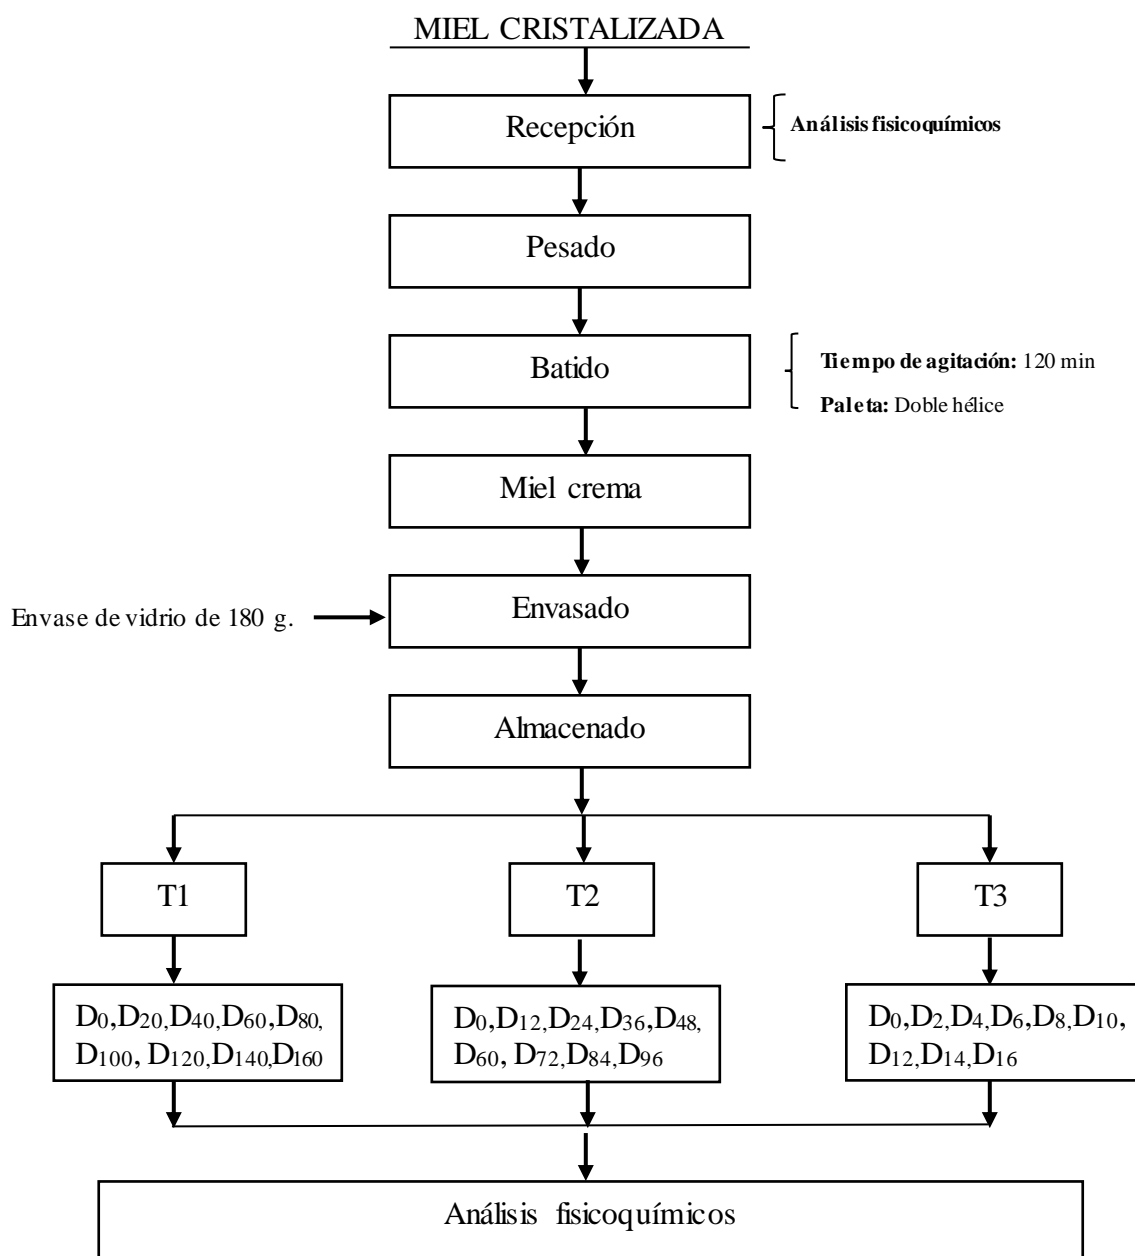 MIEL CRISTALIZADA
Recepción
Análisis fisicoquímicos
Pesado
Batido
Tiempo de agitación: 120 min
Paleta: Doble hélice
Miel crema
Envasado
Envase de vidrio de 180 g.
Almacenado
T1
T2
T3
D0,D20,D40,D60,D80,
D100, D120,D140,D160
D0,D12,D24,D36,D48,
D60, D72,D84,D96
D0,D2,D4,D6,D8,D10,
D12,D14,D16
Análisis fisicoquímicos